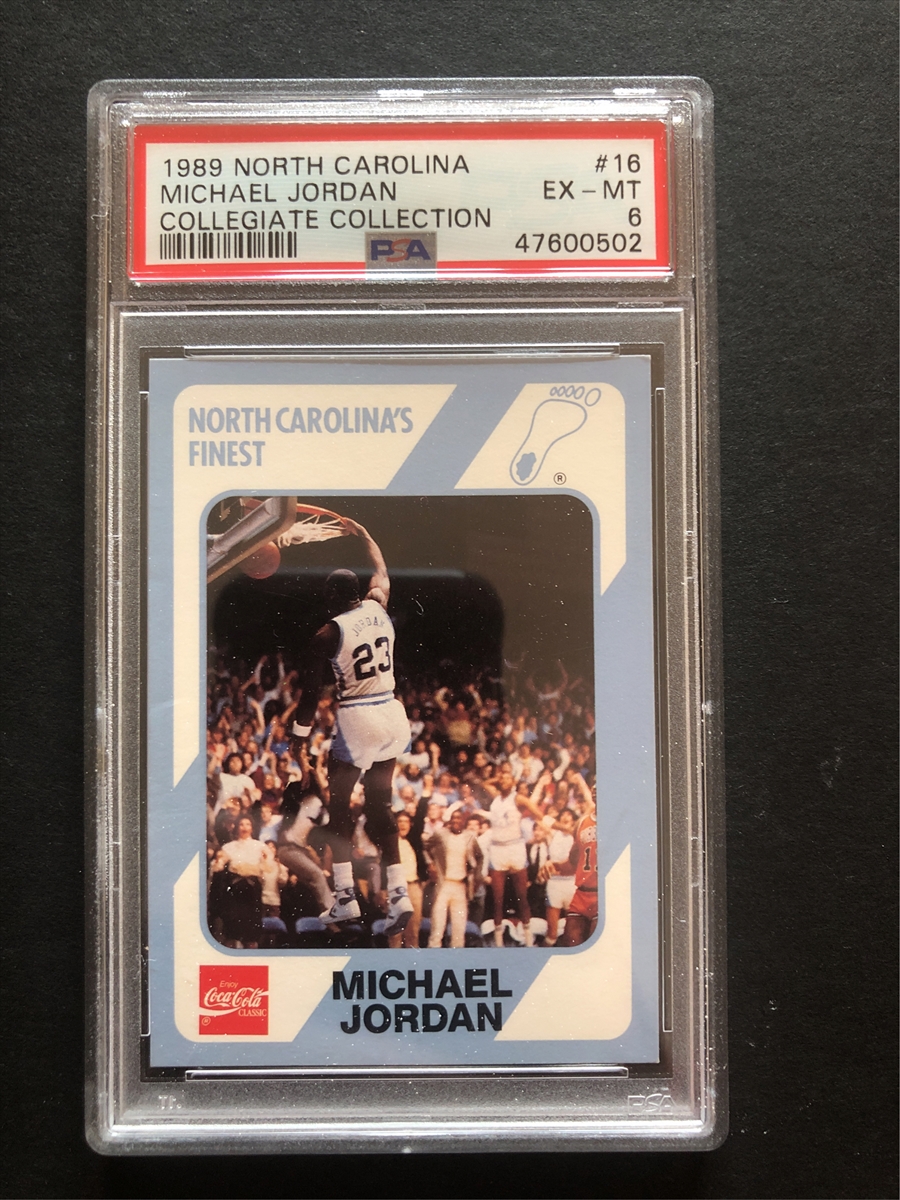 1989 NORTH CAROLINA #16
MICHAEL JORDAN EX - MT
COLLEGIATE COLLECTION 6
PSA 47600502
NORTH CAROLINA'S
FINEST
®
JORDAN
23
Enjoy
Coca-Cola
CLASSIC
®
MICHAEL
JORDAN
PSA